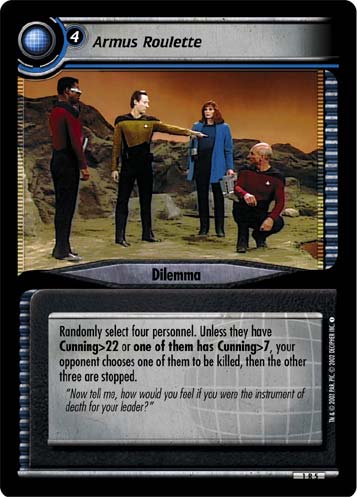 4
Armus Roulette
Dilemma
Randomly select four personnel. Unless they have
Cunning>22 or one of them has Cunning>7, your
opponent chooses one of them to be killed, then the
other three are stopped.
"Now tell me, how would you feel if you were the instrument of
death for your leader?"
TM & © 2002 PAR. PIC. © 2002 DECIPHER INC.
1 R 5